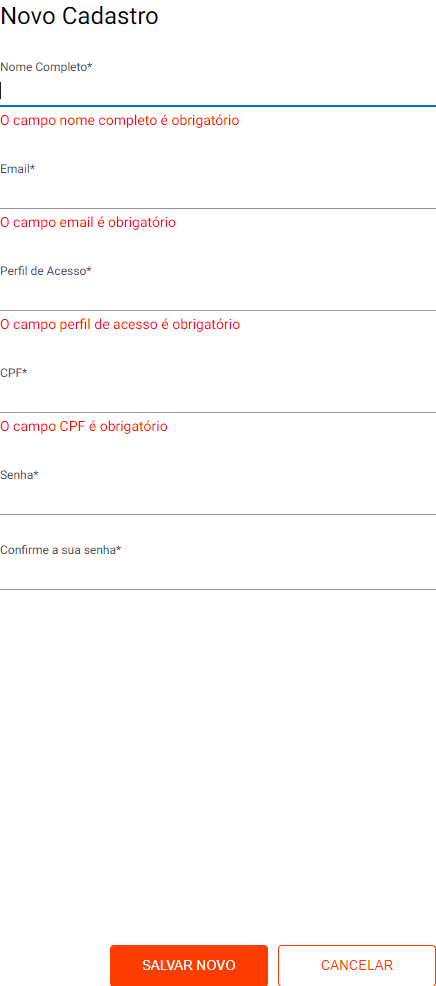 Novo Cadastro
Nome Completo*
O campo nome completo é obrigatório
Email*
O campo email é obrigatório
Perfil de Acesso*
O campo perfil de acesso é obrigatório
CPF*
O campo CPF é obrigatório
Senha*
Confirme a sua senha*
SALVAR NOVO CANCELAR